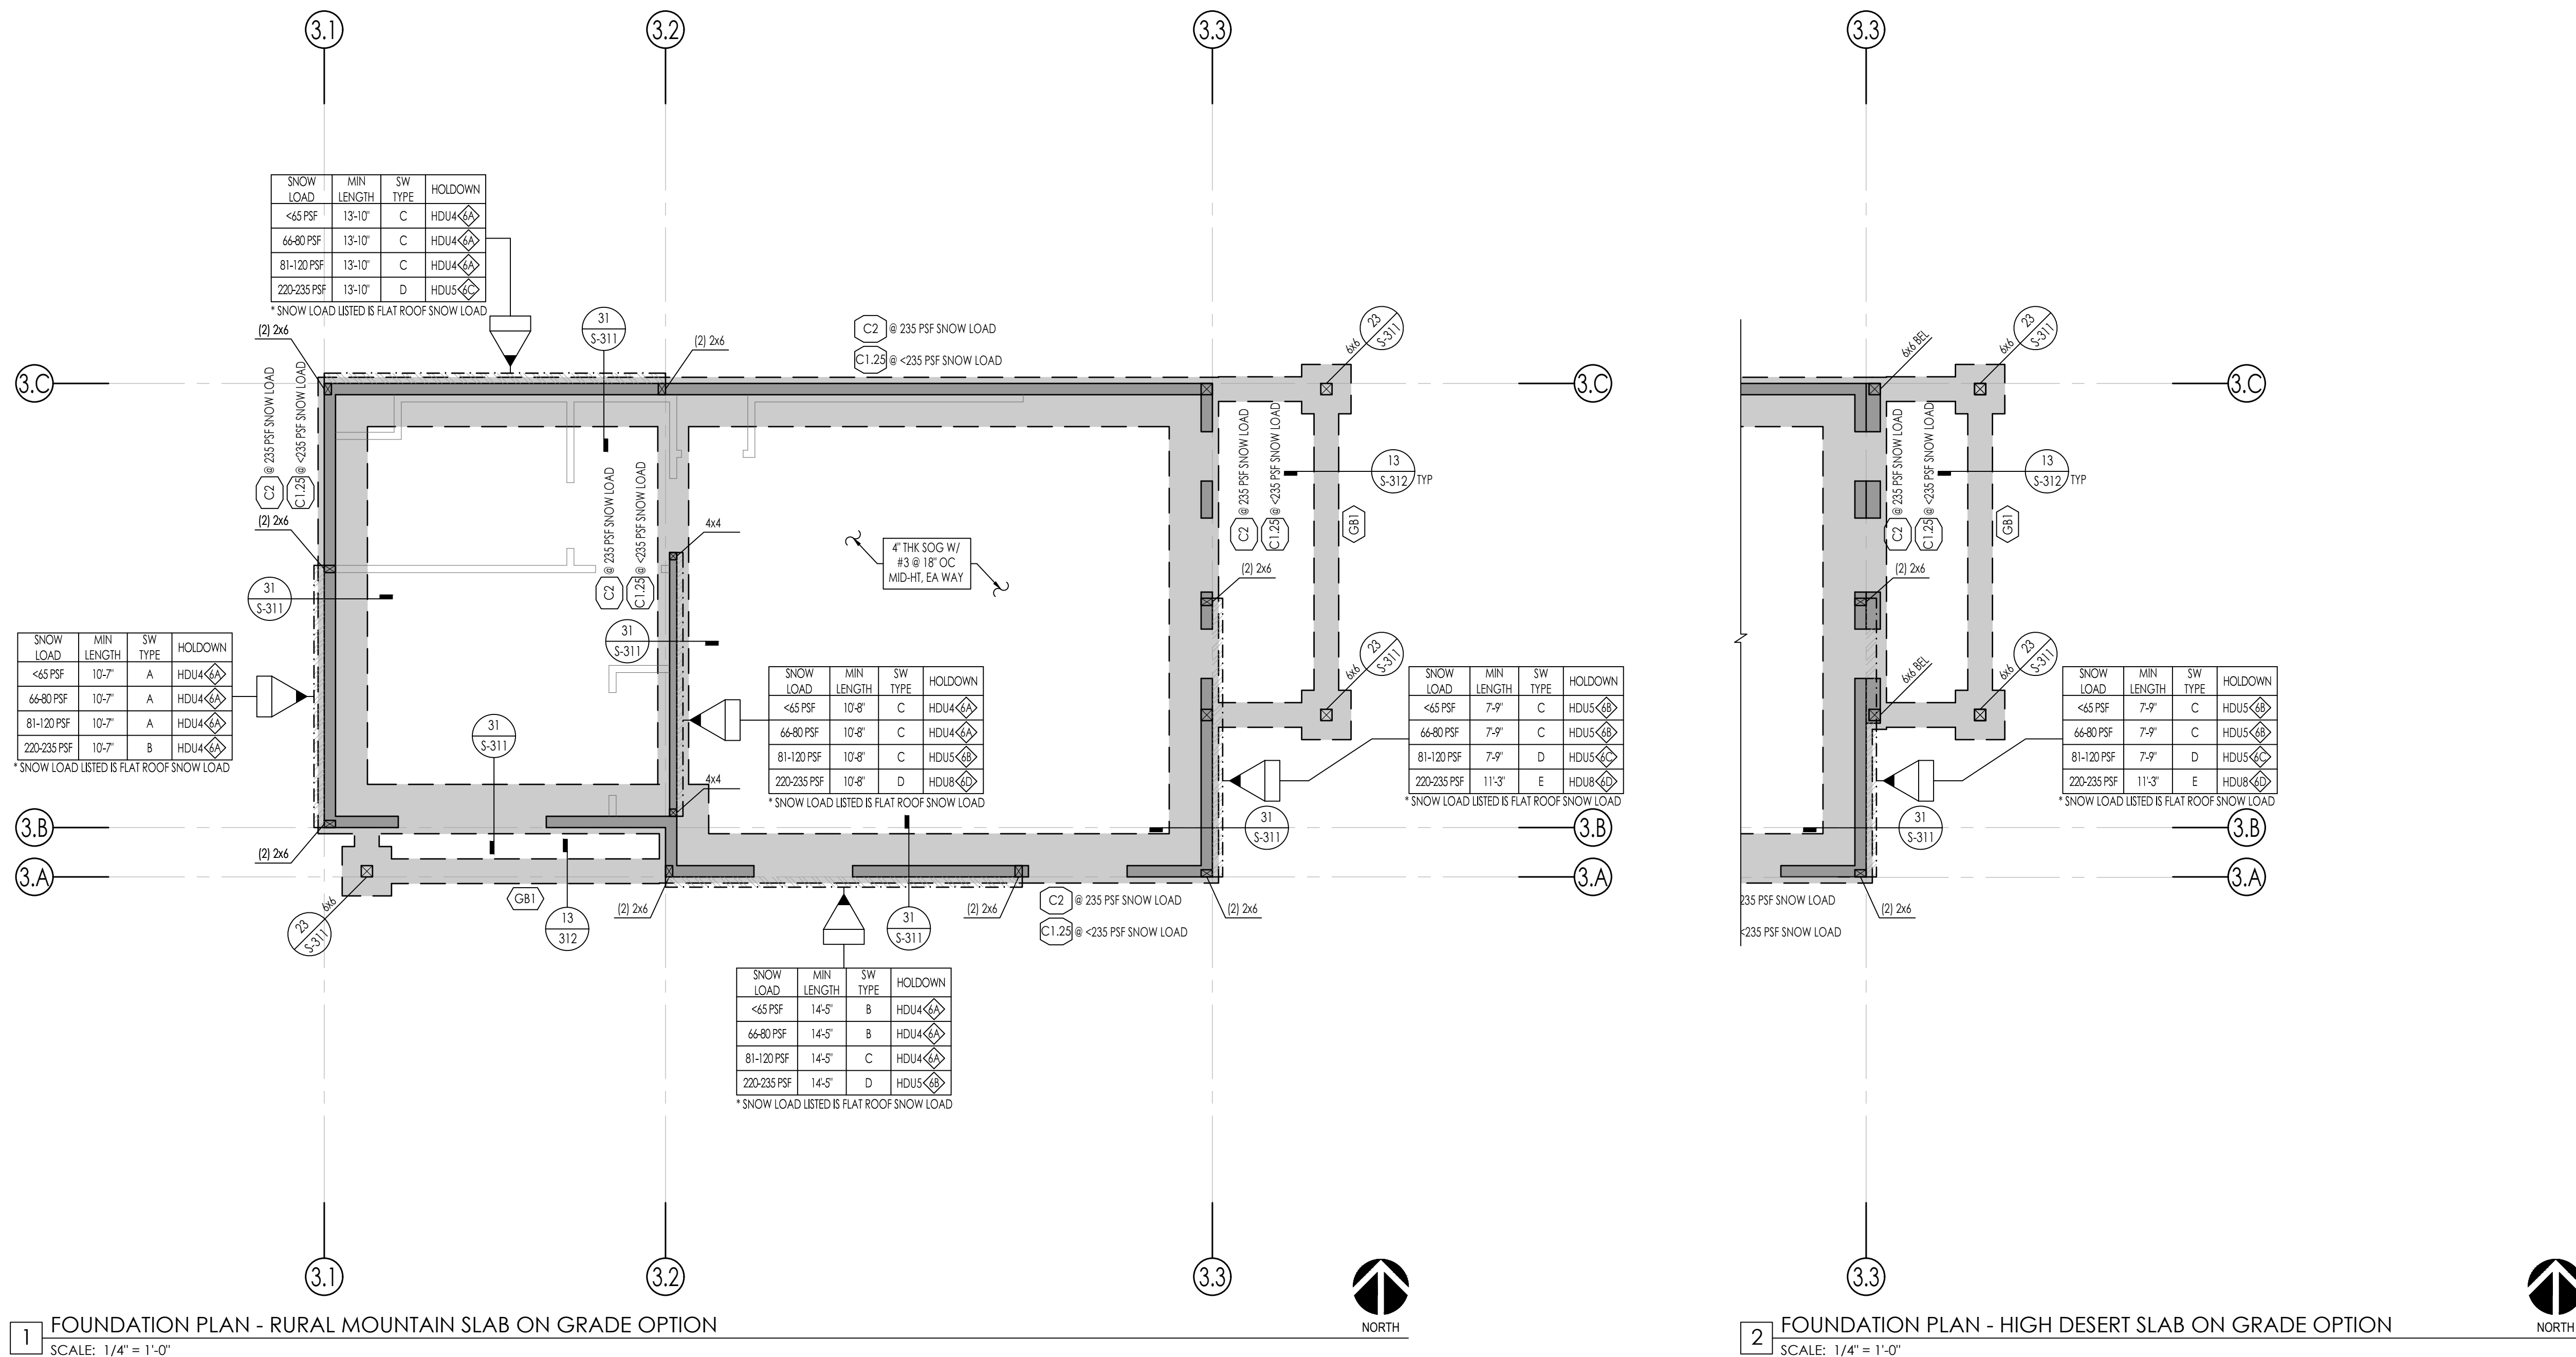 3.1
3.2
3.3
3.3
SNOW LOAD MIN LENGTH SW TYPE HOLDOWN
<65 PSF 13'-10" C HDU4 6A
66-80 PSF 13'-10" C HDU4 6A
81-120 PSF 13'-10" C HDU4 6A
220-235 PSF 13'-10" D HDU5 6C
* SNOW LOAD LISTED IS FLAT ROOF SNOW LOAD
(2) 2x6
31
S-311
(2) 2x6
C2 @ 235 PSF SNOW LOAD
C1.25 @ <235 PSF SNOW LOAD
6x6
23
S-311
3.C
3.C
C2 @ 235 PSF SNOW LOAD
C1.25 @ <235 PSF SNOW LOAD
(2) 2x6
C2 @ 235 PSF SNOW LOAD
C1.25 @ <235 PSF SNOW LOAD
4x4
4" THK SOG W/
#3 @ 18" OC
MID-HT, EA WAY
C2 @ 235 PSF SNOW LOAD
C1.25 @ <235 PSF SNOW LOAD
13
S-312
TYP
GB1
(2) 2x6
31
S-311
31
S-311
6x6
23
S-311
SNOW LOAD MIN LENGTH SW TYPE HOLDOWN
<65 PSF 10'-7" A HDU4 6A
66-80 PSF 10'-7" A HDU4 6A
81-120 PSF 10'-7" A HDU4 6A
220-235 PSF 10'-7" B HDU4 6A
* SNOW LOAD LISTED IS FLAT ROOF SNOW LOAD
31
S-311
SNOW LOAD MIN LENGTH SW TYPE HOLDOWN
<65 PSF 10'-8" C HDU4 6A
66-80 PSF 10'-8" C HDU4 6A
81-120 PSF 10'-8" C HDU5 6B
220-235 PSF 10'-8" D HDU8 6D
* SNOW LOAD LISTED IS FLAT ROOF SNOW LOAD
4x4
SNOW LOAD MIN LENGTH SW TYPE HOLDOWN
<65 PSF 7'-9" C HDU5 6B
66-80 PSF 7'-9" C HDU5 6B
81-120 PSF 7'-9" D HDU5 6C
220-235 PSF 11'-3" E HDU8 6D
* SNOW LOAD LISTED IS FLAT ROOF SNOW LOAD
31
S-311
3.B
3.B
(2) 2x6
3.A
3.A
6x6
23
S-311
GB1
13
312
(2) 2x6
31
S-311
(2) 2x6
C2 @ 235 PSF SNOW LOAD
C1.25 @ <235 PSF SNOW LOAD
(2) 2x6
SNOW LOAD MIN LENGTH SW TYPE HOLDOWN
<65 PSF 14'-5" B HDU4 6A
66-80 PSF 14'-5" B HDU4 6A
81-120 PSF 14'-5" C HDU4 6A
220-235 PSF 14'-5" D HDU5 6B
* SNOW LOAD LISTED IS FLAT ROOF SNOW LOAD
3.1
3.2
3.3
NORTH
1 FOUNDATION PLAN - RURAL MOUNTAIN SLAB ON GRADE OPTION
SCALE: 1/4" = 1'-0"
6x6 BEL
6x6
23
S-311
3.C
C2 @ 235 PSF SNOW LOAD
C1.25 @ <235 PSF SNOW LOAD
13
S-312
TYP
GB1
(2) 2x6
6x6 BEL
6x6
23
S-311
SNOW LOAD MIN LENGTH SW TYPE HOLDOWN
<65 PSF 7'-9" C HDU5 6B
66-80 PSF 7'-9" C HDU5 6B
81-120 PSF 7'-9" D HDU5 6C
220-235 PSF 11'-3" E HDU8 6D
* SNOW LOAD LISTED IS FLAT ROOF SNOW LOAD
31
S-311
3.B
3.A
235 PSF SNOW LOAD
<235 PSF SNOW LOAD
(2) 2x6
3.3
NORTH
2 FOUNDATION PLAN - HIGH DESERT SLAB ON GRADE OPTION
SCALE: 1/4" = 1'-0"